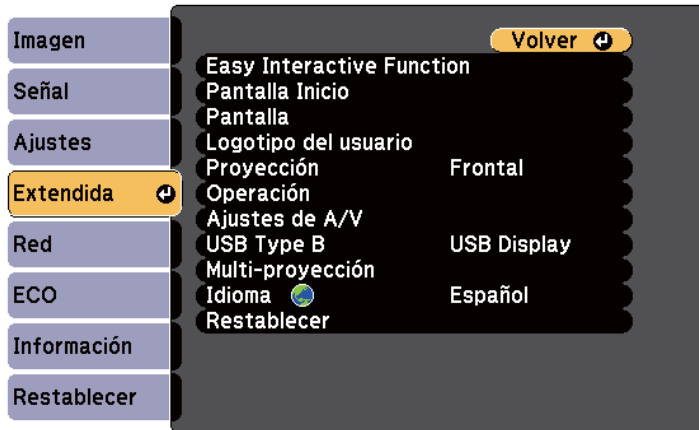 Imagen
Señal
Ajustes
Extendida
Red
ECO
Información
Restablecer
Volver
Easy Interactive Function
Pantalla Inicio
Pantalla
Logotipo del usuario
Proyección Frontal
Operación
Ajustes de A/V
USB Type B USB Display
Multi-proyección
Idioma Español
Restablecer